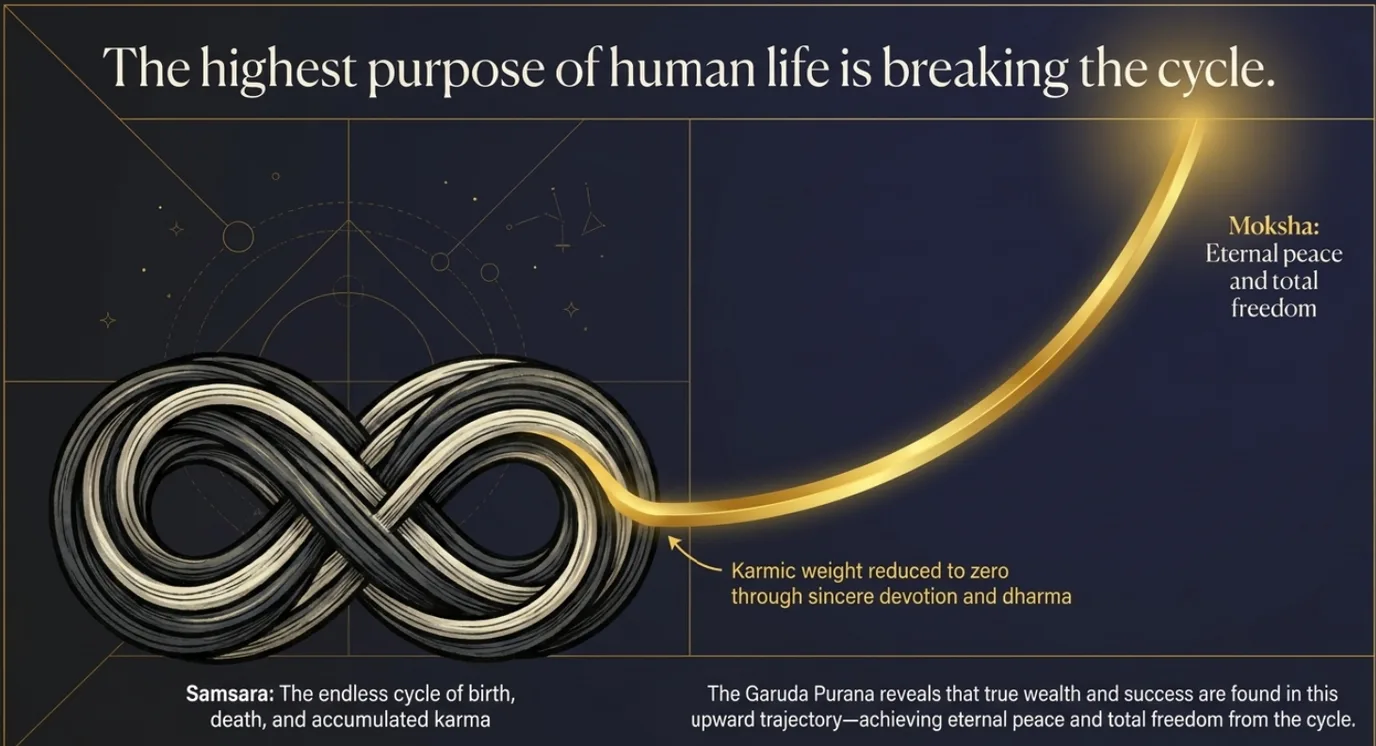 The highest purpose of human life is breaking the cycle.
Moksha:
Eternal peace
and total
freedom
Karmic weight reduced to zero
through sincere devotion and dharma
Samsara: The endless cycle of birth,
death, and accumulated karma
The Garuda Purana reveals that true wealth and success are found in this
upward trajectory—achieving eternal peace and total freedom from the cycle.